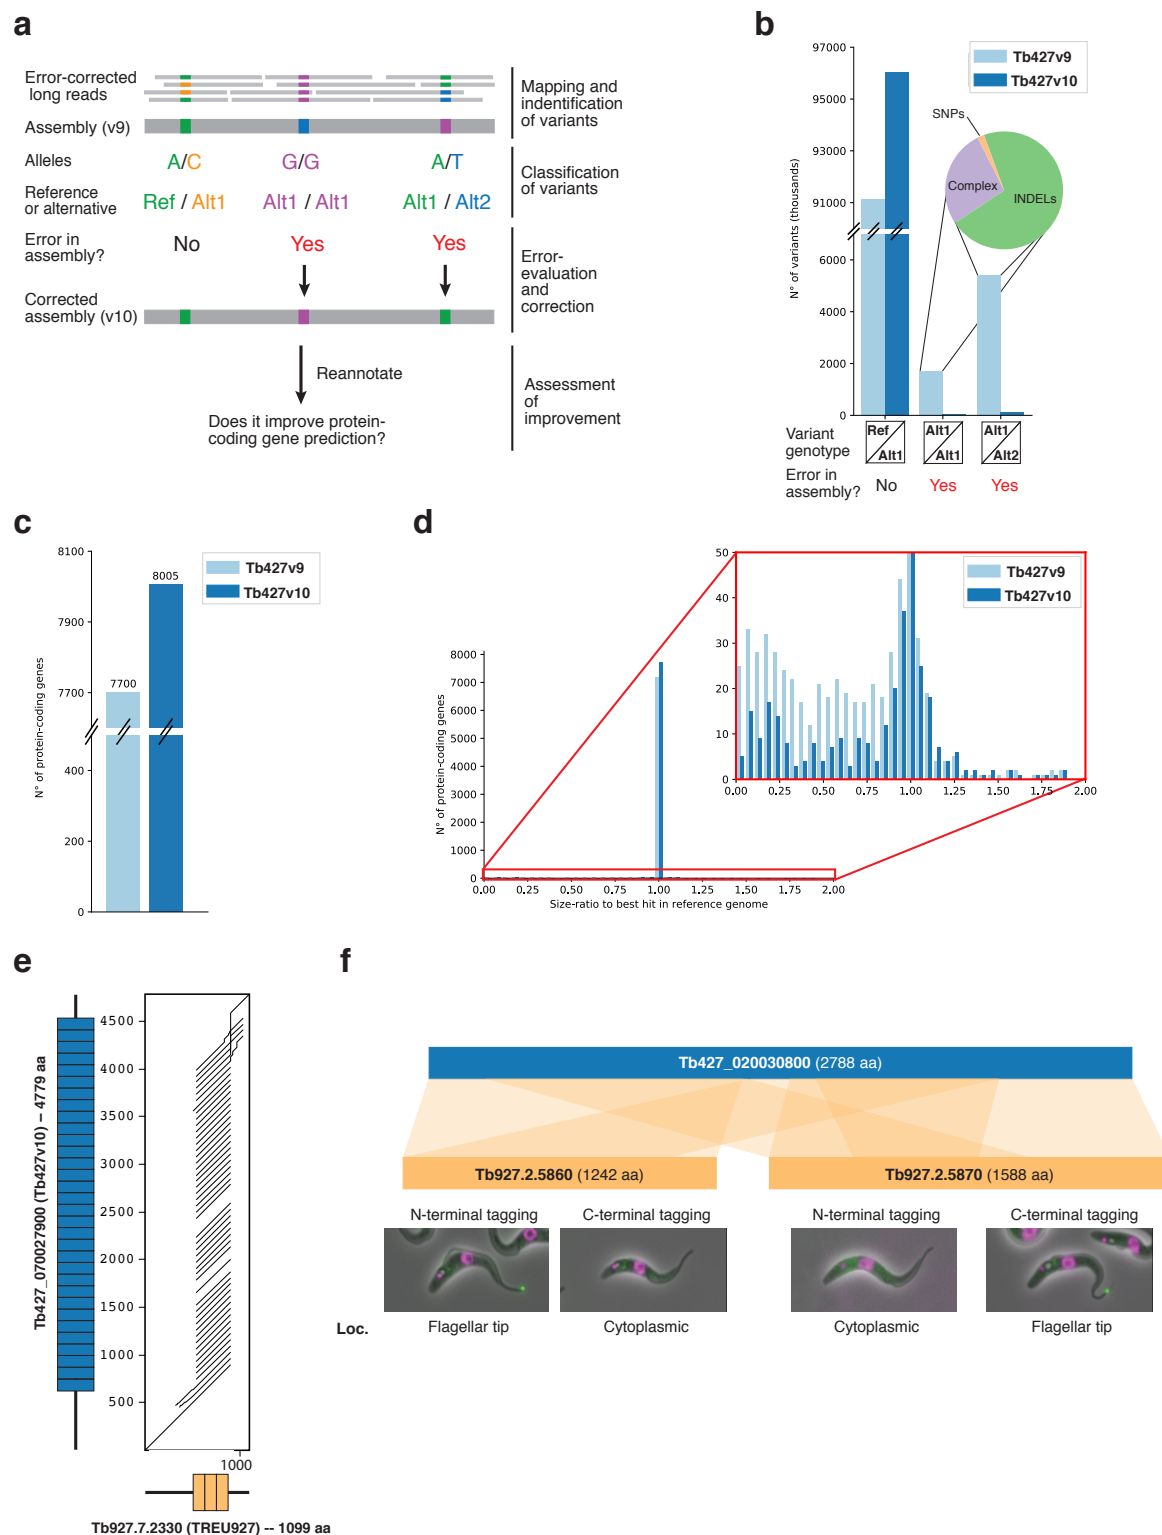 a
Error-corrected
long reads
Assembly (v9)
Alleles
A/C
G/G
A/T
Reference
or alternative
Ref / Alt1
Alt1 / Alt1
Alt1 / Alt2
Error in
assembly?
No
Yes
Yes
Corrected
assembly (v10)
Reannotate
Does it improve protein-
coding gene prediction?
Mapping and
indentification
of variants
Classification
of variants
Error-
evaluation
and
correction
Assessment
of
improvement
b
Tb427v9
Tb427v10
N° of variants (thousands)
97000
95000
93000
91000
6000
4000
2000
0
SNPs
Complex
INDELs
Variant
genotype
Ref
Alt1
Alt1
Alt1
Alt1
Alt2
Error in
assembly?
No
Yes
Yes
c
N° of protein-coding genes
8100
7900
7700
400
200
0
7700
8005
Tb427v9
Tb427v10
d
N° of protein-coding genes
8000
7000
6000
5000
4000
3000
2000
1000
0
0.00 0.25 0.50 0.75 1.00 1.25 1.50 1.75 2.00
Size-ratio to best hit in reference genome
50
40
30
20
10
0
0.00 0.25 0.50 0.75 1.00 1.25 1.50 1.75 2.00
Tb427v9
Tb427v10
e
Tb427_070027900 (Tb427v10) – 4779 aa
4500
4000
3500
3000
2500
2000
1500
1000
500
1000
Tb927.7.2330 (TREU927) -- 1099 aa
f
Tb427_020030800 (2788 aa)
Tb927.2.5860 (1242 aa)
Tb927.2.5870 (1588 aa)
N-terminal tagging
C-terminal tagging
N-terminal tagging
C-terminal tagging
Loc.
Flagellar tip
Cytoplasmic
Cytoplasmic
Flagellar tip